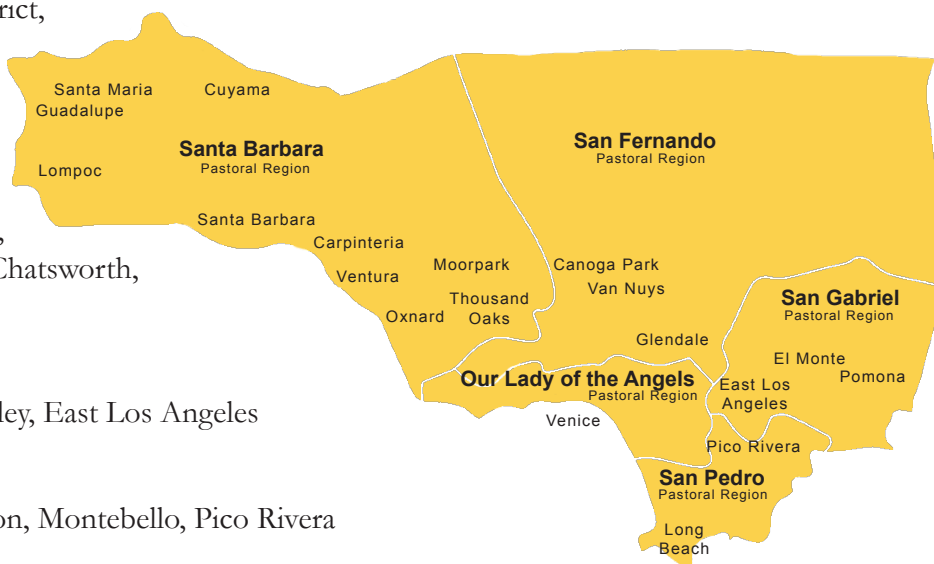 rict,
Santa Maria
Guadalupe
Cuyama
Santa Barbara
Pastoral Region
San Fernando
Pastoral Region
Lompoc
Santa Barbara
,
Carpinteria
Chatsworth,
Moorpark
Canoga Park
Ventura
Van Nuys
Thousand
Oaks
San Gabriel
Pastoral Region
Oxnard
Glendale
El Monte
Our Lady of the Angels
Pastoral Region
Pomona
East Los
Angeles
ley, East Los Angeles
Venice
Pico Rivera
San Pedro
Pastoral Region
on, Montebello, Pico Rivera
Long
Beach